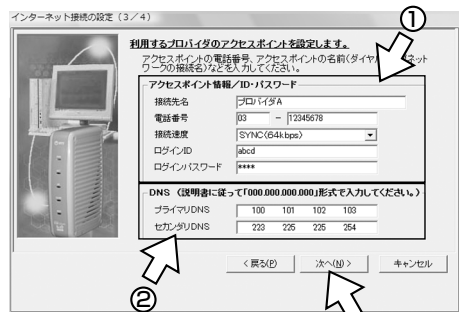 インターネット接続の設定 (3/4)
①
利用するプロバイダのアクセスポイントを設定します。
アクセスポイントの電話番号、アクセスポイントの名前(ダイヤル ネット
ワークの接続名)などを入力してください。
アクセスポイント情報/ID・パスワード
接続先名 プロバイダA
電話番号 03 - 12345678
接続速度 SYNC(64kbps)
ログインID abcd
ログインパスワード ****
DNS (説明書に従って「000.000.000.000」形式で入力してください。)
プライマリDNS 100 101 102 103
セカンダリDNS 223 225 225 254
②
< 戻る(P) 次へ(N) > キャンセル